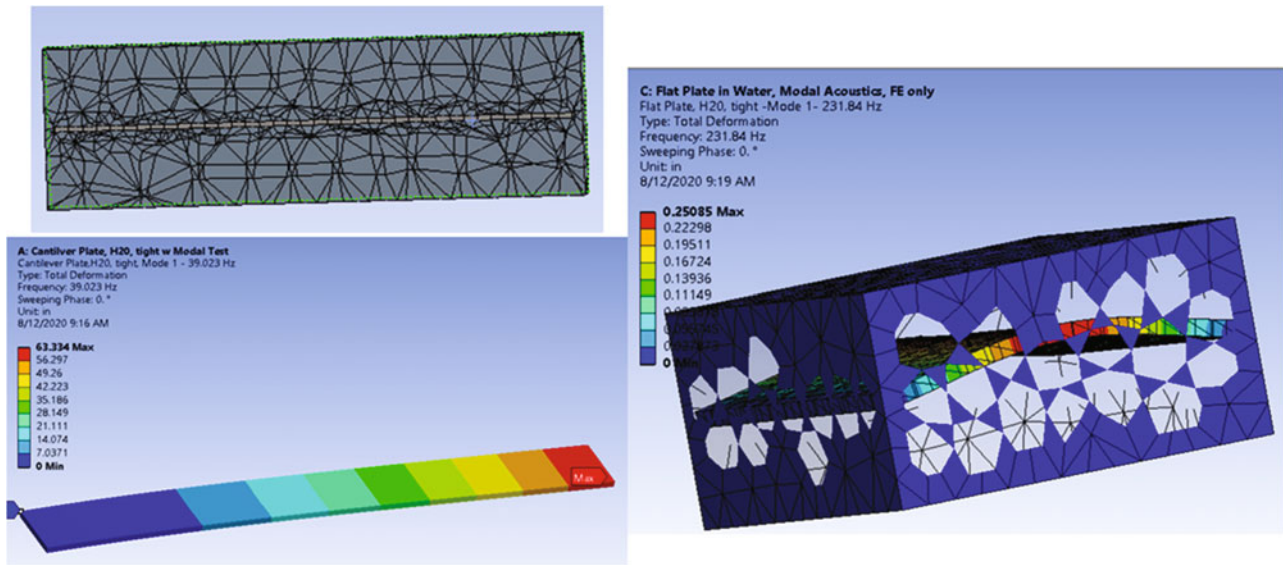 A: Cantilver Plate, H20, tight w Modal Test
Cantilever Plate,H20, tight, Mode 1 - 39.023 Hz
Type: Total Deformation
Frequency: 39.023 Hz
Sweeping Phase: 0. °
Unit: in
8/12/2020 9:16 AM
63.334 Max
56.297
49.26
42.223
35.186
28.149
21.111
14.074
7.0371
0 Min
Max
C: Flat Plate in Water, Modal Acoustics, FE only
Flat Plate, H20, tight -Mode 1- 231.84 Hz
Type: Total Deformation
Frequency: 231.84 Hz
Sweeping Phase: 0. °
Unit: in
8/12/2020 9:19 AM
0.25085 Max
0.22298
0.19511
0.16724
0.13936
0.11149
0 Min